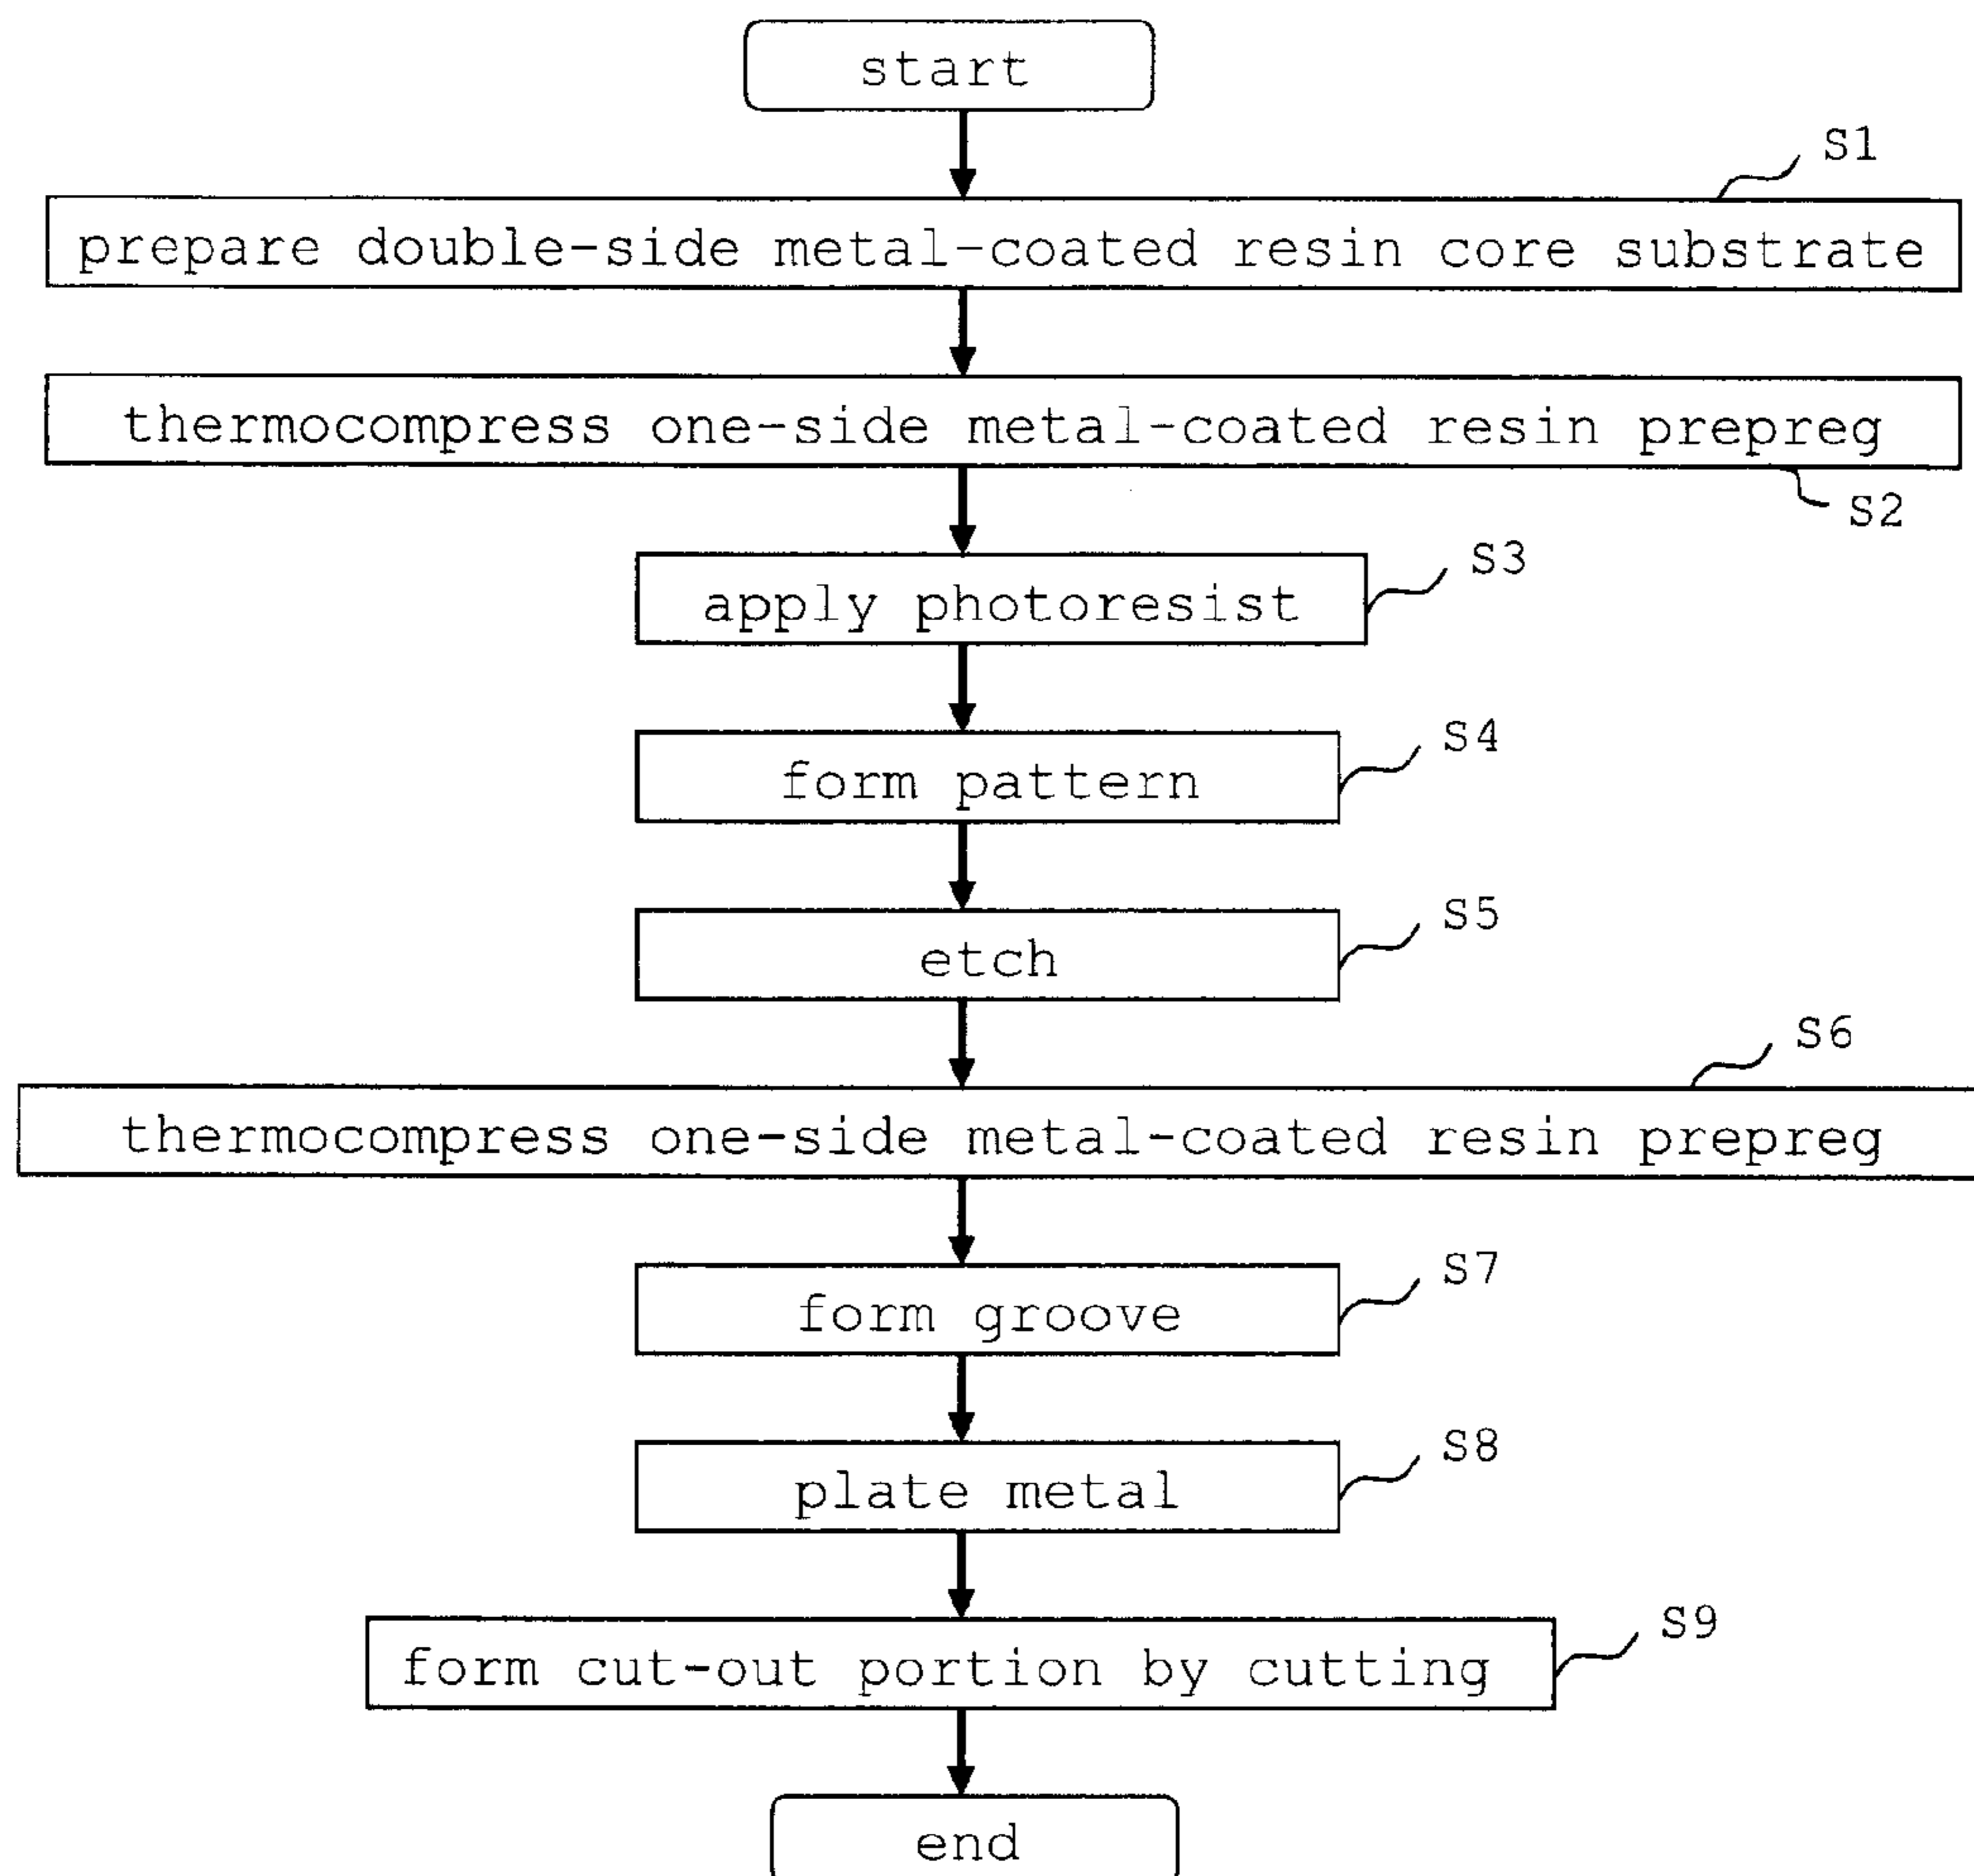 start
S1
prepare double-side metal-coated resin core substrate
thermocompress one-side metal-coated resin prepreg
S2
S3
apply photoresist
S4
form pattern
S5
etch
S6
thermocompress one-side metal-coated resin prepreg
S7
form groove
S8
plate metal
S9
form cut-out portion by cutting
end